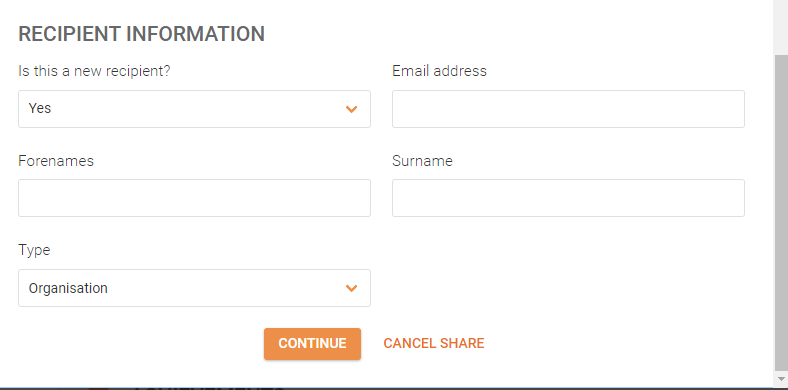 RECIPIENT INFORMATION
Is this a new recipient?
Email address
Yes
Forenames
Surname
Type
Organisation
CONTINUE
CANCEL SHARE